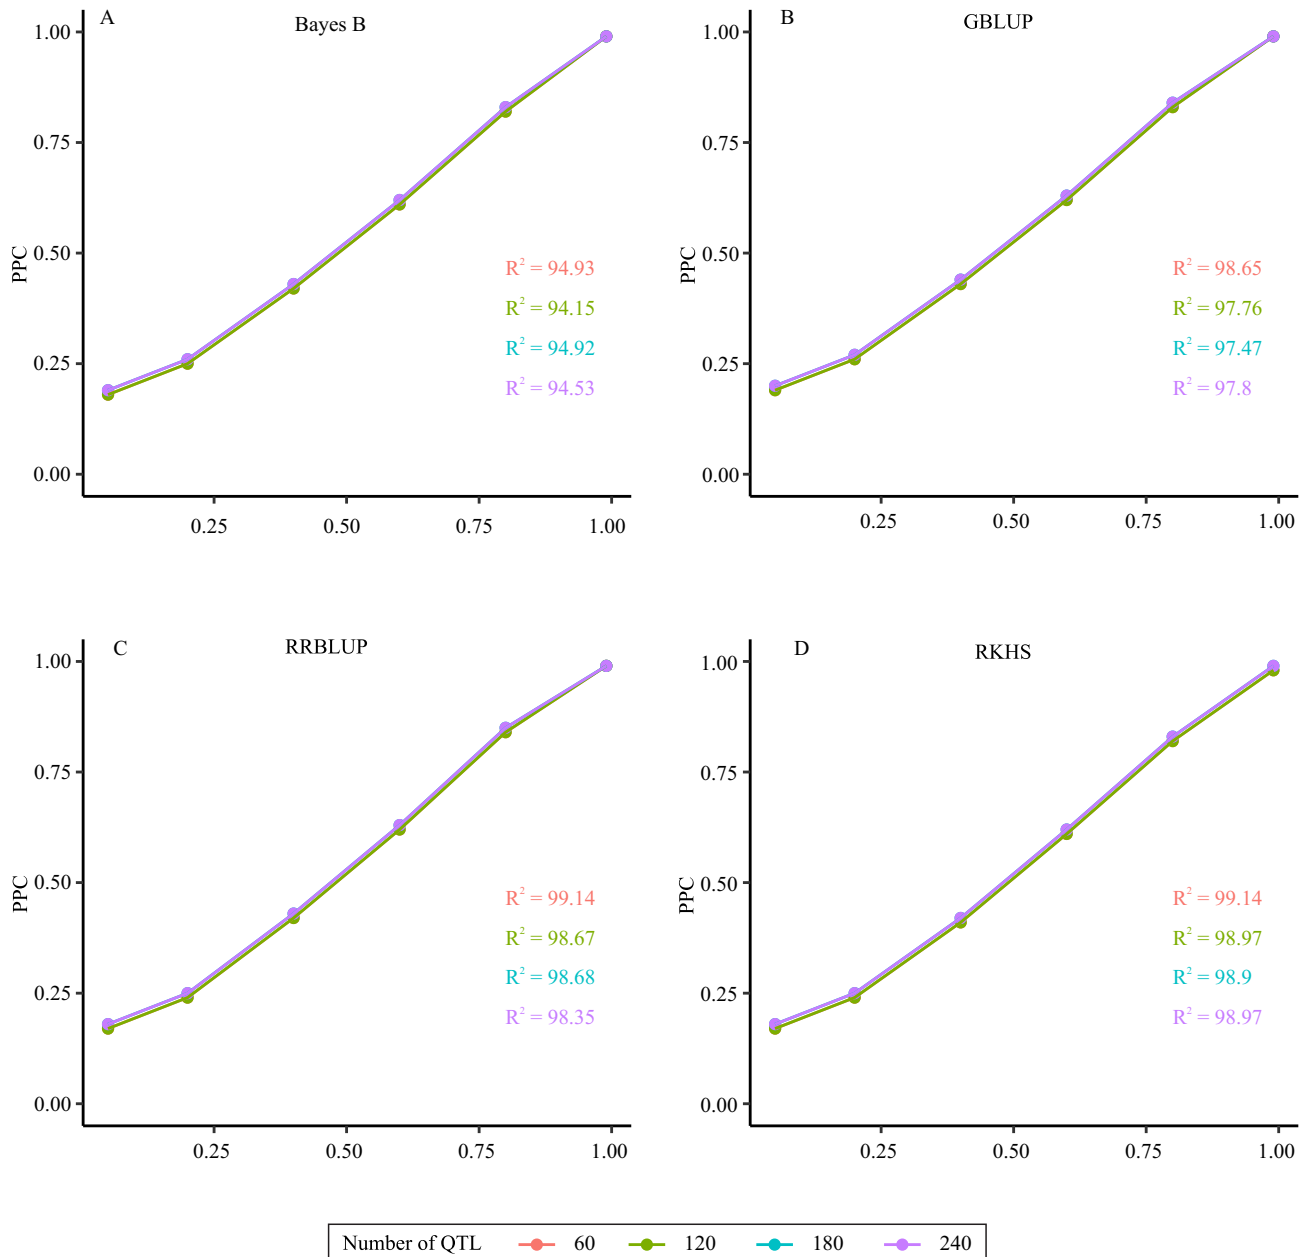 A
Bayes B
1.00
0.75
0.50
0.25
0.00
PPC
R² = 94.93
R² = 94.15
R² = 94.92
R² = 94.53
0.25 0.50 0.75 1.00
B
GBLUP
1.00
0.75
0.50
0.25
0.00
R² = 98.65
R² = 97.76
R² = 97.47
R² = 97.8
0.25 0.50 0.75 1.00
C
RRBLUP
1.00
0.75
0.50
0.25
0.00
PPC
R² = 99.14
R² = 98.67
R² = 98.68
R² = 98.35
0.25 0.50 0.75 1.00
D
RKHS
1.00
0.75
0.50
0.25
0.00
PPC
R² = 99.14
R² = 98.97
R² = 98.9
R² = 98.97
0.25 0.50 0.75 1.00
Number of QTL 60 120 180 240